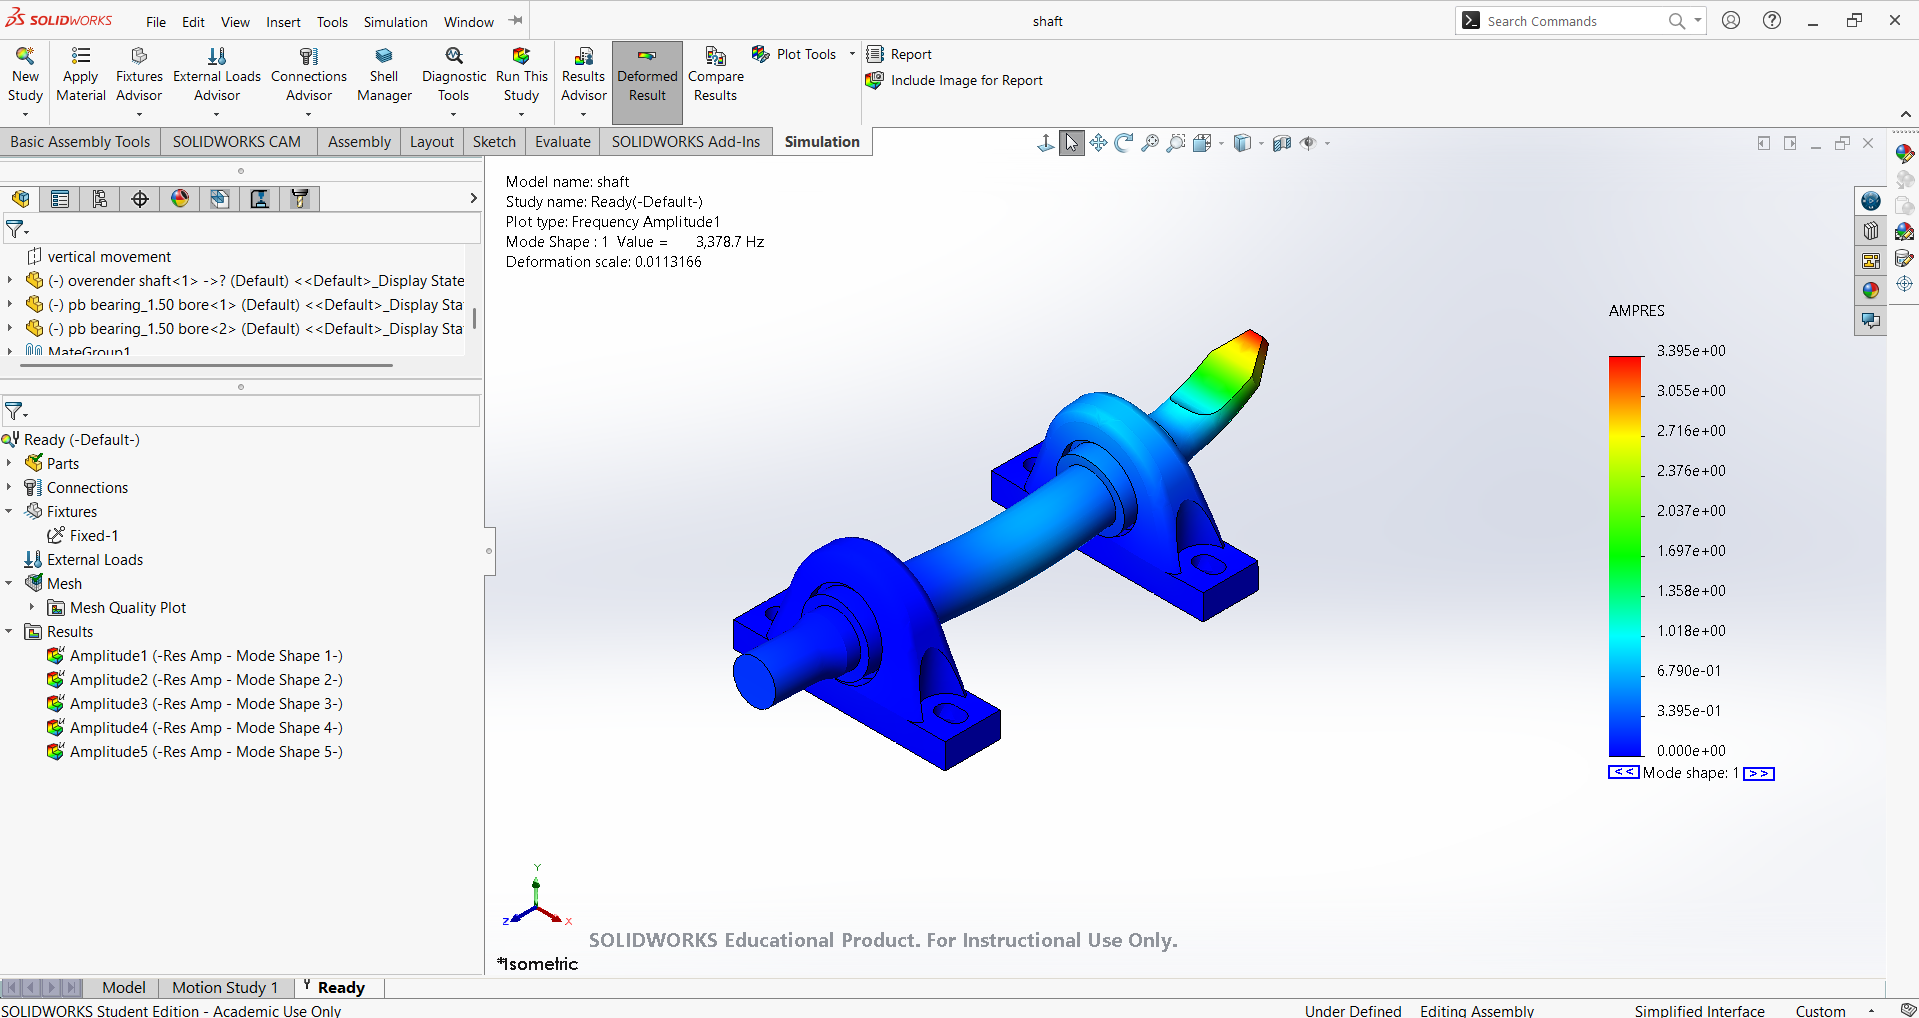 SOLIDWORKS
File Edit View Insert Tools Simulation Window
shaft
Search Commands
New Study
Apply Material
Fixtures Advisor
External Loads Advisor
Connections Advisor
Shell Manager
Diagnostic Tools
Run This Study
Results Advisor
Deformed Result
Compare Results
Plot Tools
Report
Include Image for Report
Basic Assembly Tools SOLIDWORKS CAM Assembly Layout Sketch Evaluate SOLIDWORKS Add-Ins Simulation
vertical movement
(-) overender shaft<1> ->? (Default) <<Default>_Display State
(-) pb bearing_1.50 bore<1> (Default) <<Default>_Display Sta
(-) pb bearing_1.50 bore<2> (Default) <<Default>_Display Sta
MateGroup1
Ready (-Default-)
Parts
Connections
Fixtures
Fixed-1
External Loads
Mesh
Mesh Quality Plot
Results
Amplitude1 (-Res Amp - Mode Shape 1-)
Amplitude2 (-Res Amp - Mode Shape 2-)
Amplitude3 (-Res Amp - Mode Shape 3-)
Amplitude4 (-Res Amp - Mode Shape 4-)
Amplitude5 (-Res Amp - Mode Shape 5-)
Model name: shaft
Study name: Ready(-Default-)
Plot type: Frequency Amplitude1
Mode Shape : 1 Value = 3,378.7 Hz
Deformation scale: 0.0113166
AMPRES
3.395e+00
3.055e+00
2.716e+00
2.376e+00
2.037e+00
1.697e+00
1.358e+00
1.018e+00
6.790e-01
3.395e-01
0.000e+00
<< Mode shape: 1 >>
Y
Z X
SOLIDWORKS Educational Product. For Instructional Use Only.
*Isometric
Model Motion Study 1 Ready
SOLIDWORKS Student Edition - Academic Use Only
Under Defined Editing Assembly Simplified Interface Custom